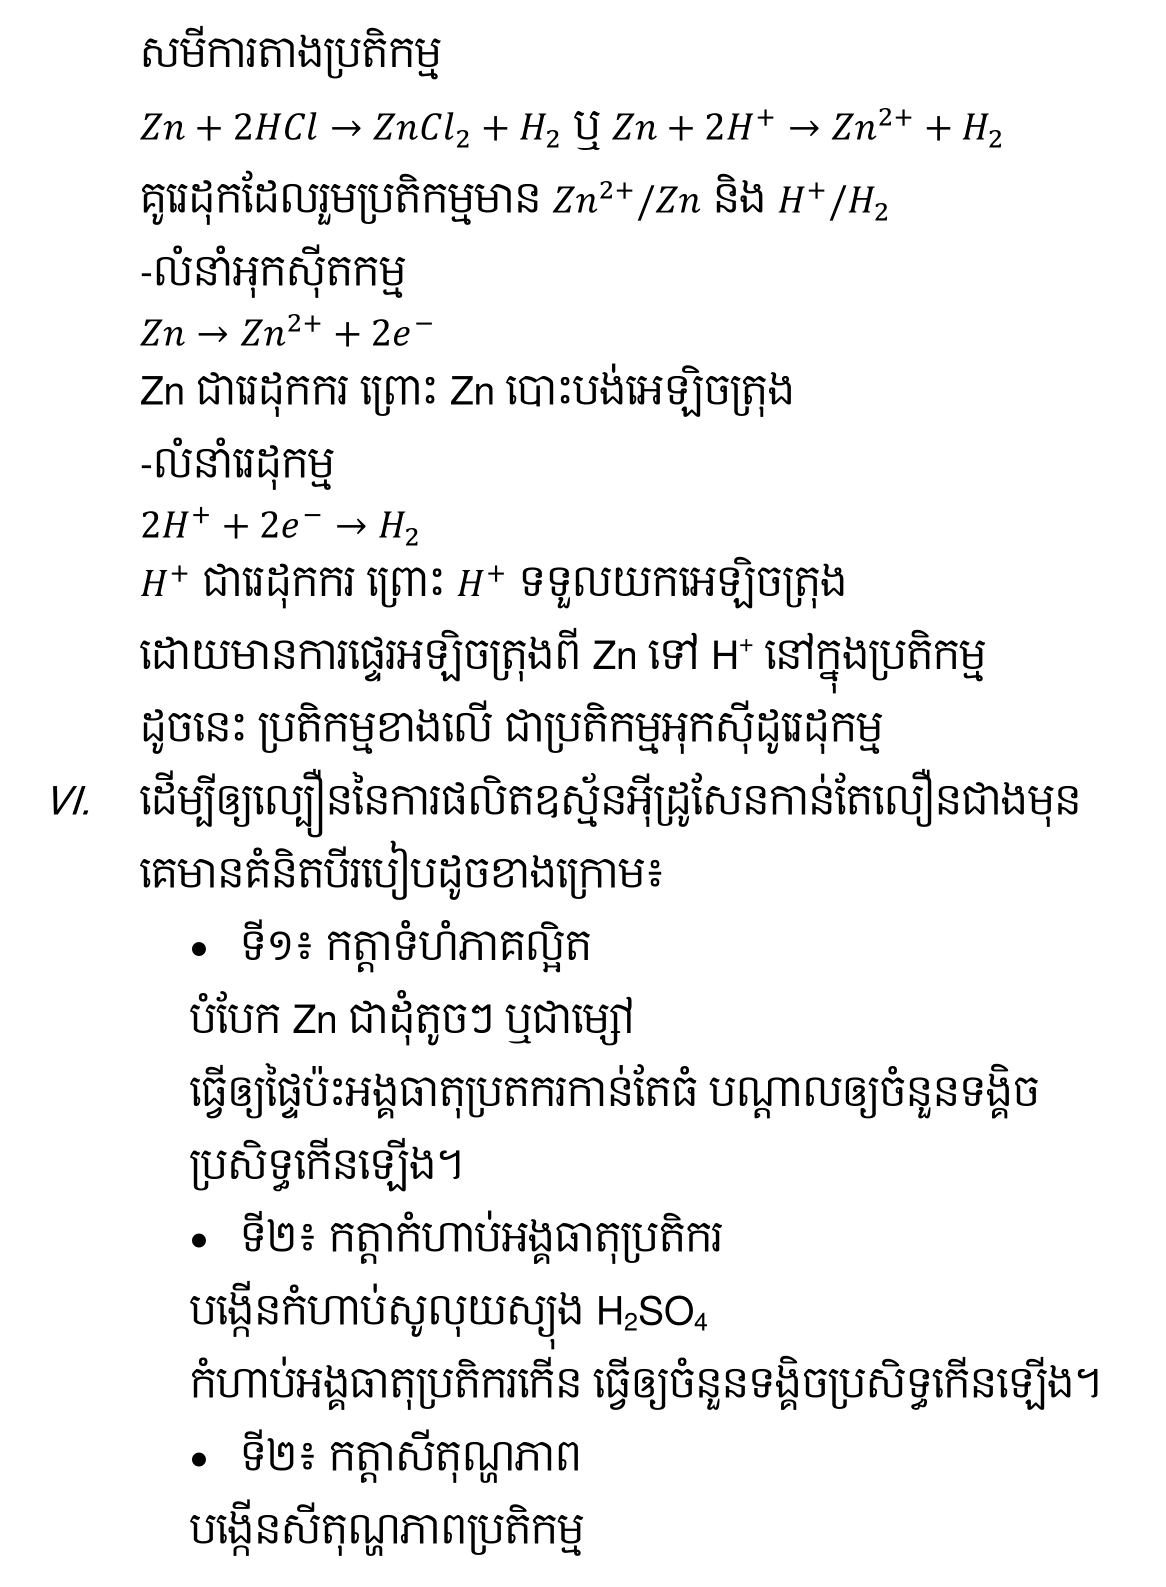 សមីការតាងប្រតិកម្ម
Zn + 2HCl → ZnCl₂ + H₂ ឬ Zn + 2H⁺ → Zn²⁺ + H₂
គូរេដុកដែលរួមប្រតិកម្មមាន Zn²⁺/Zn និង H⁺/H₂
-លំនាំអុកស៊ីតកម្ម
Zn → Zn²⁺ + 2e⁻
Zn ជារេដុកករ ព្រោះ Zn បោះបង់អេឡិចត្រុង
-លំនាំរេដុកម្ម
2H⁺ + 2e⁻ → H₂
H⁺ ជារេដុកករ ព្រោះ H⁺ ទទួលយកអេឡិចត្រុង
ដោយមានការផ្ទេរអឡិចត្រុងពី Zn ទៅ H⁺ នៅក្នុងប្រតិកម្ម
ដូចនេះ ប្រតិកម្មខាងលើ ជាប្រតិកម្មអុកស៊ីដូរេដុកម្ម
VI. ដើម្បីឲ្យល្បឿននៃការផលិតឧស្ម័នអ៊ីដ្រូសែនកាន់តែលឿនជាងមុន
គេមានគំនិតបីរបៀបដូចខាងក្រោម៖
• ទី១៖ កត្តាទំហំភាគល្អិត
បំបែក Zn ជាដុំតូចៗ ឬជាម្សៅ
ធ្វើឲ្យផ្ទៃប៉ះអង្គធាតុប្រតករកាន់តែធំ បណ្តាលឲ្យចំនួនទង្គិច
ប្រសិទ្ធកើនឡើង។
• ទី២៖ កត្តាកំហាប់អង្គធាតុប្រតិករ
បង្កើនកំហាប់សូលុយស្យុង H₂SO₄
កំហាប់អង្គធាតុប្រតិករកើន ធ្វើឲ្យចំនួនទង្គិចប្រសិទ្ធកើនឡើង។
• ទី២៖ កត្តាសីតុណ្ហភាព
បង្កើនសីតុណ្ហភាពប្រតិកម្ម